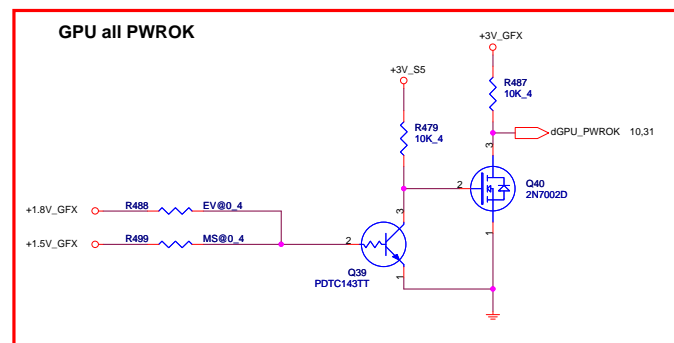 GPU all PWROK
+3V_GFX
+3V_S5
R487
10K_4
R479
10K_4
dGPU_PWROK 10,31
3
2
Q40
2N7002D
1
+1.8V_GFX
R488
EV@0_4
+1.5V_GFX
R499
MS@0_4
3
2
1
Q39
PDTC143TT